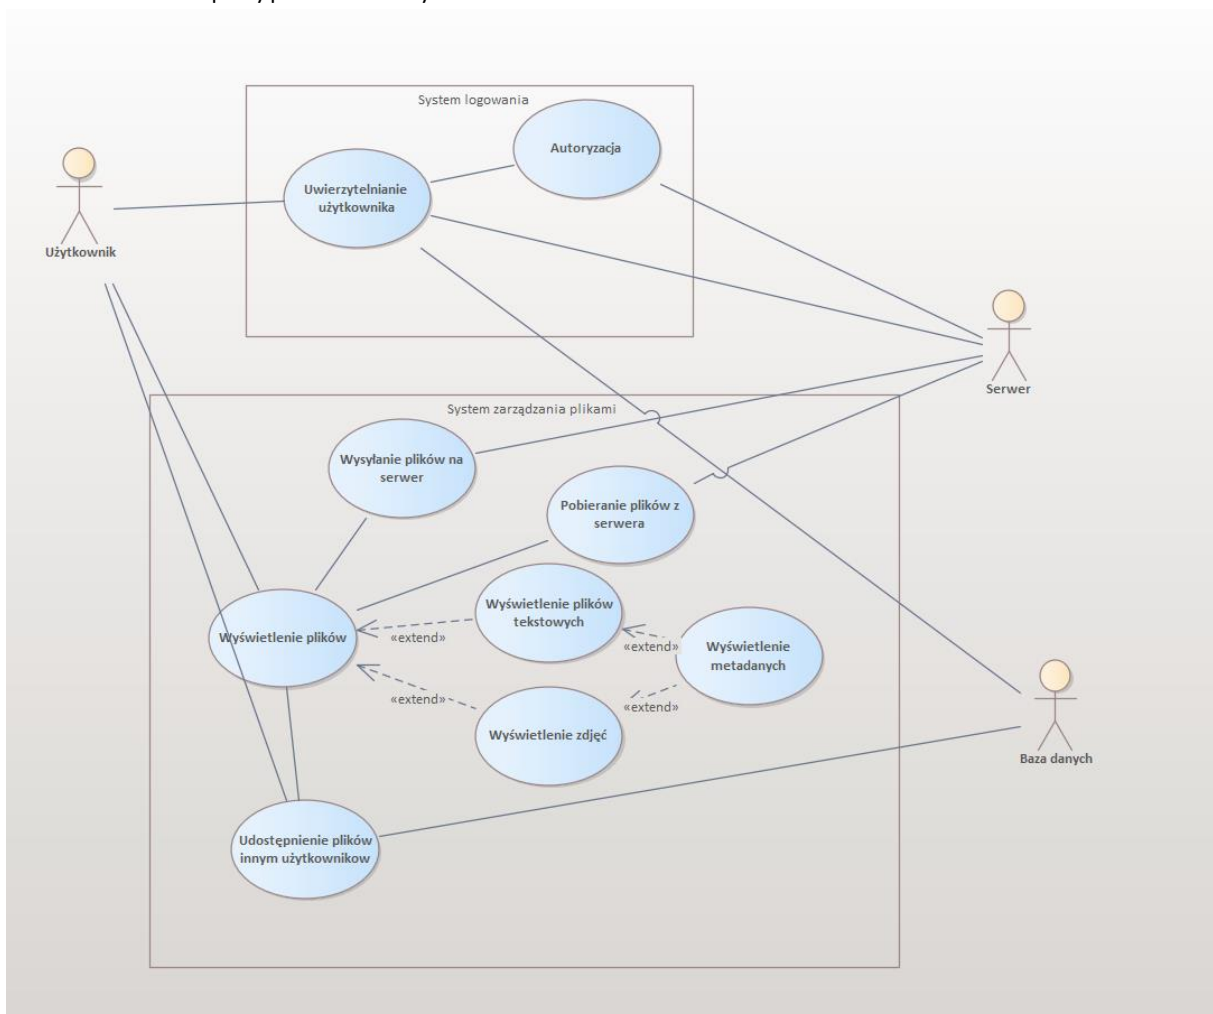 System logowania
Autoryzacja
Uwierzytelnianie
użytkownika
Użytkownik
Serwer
System zarządzania plikami
Wysyłanie plików na
serwer
Pobieranie plików z
serwera
Wyświetlenie plików
tekstowych
Wyświetlenie plików
«extend»
«extend»
Wyświetlenie
metadanych
«extend»
«extend»
Wyświetlenie zdjęć
Baza danych
Udostępnienie plików
innym użytkownikow